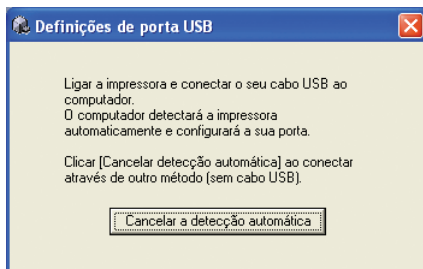 Definições de porta USB
Ligar a impressora e conectar o seu cabo USB ao
computador.
O computador detectará a impressora
automaticamente e configurará a sua porta.
Clicar [Cancelar detecção automática] ao conectar
através de outro método (sem cabo USB).
Cancelar a detecção automática